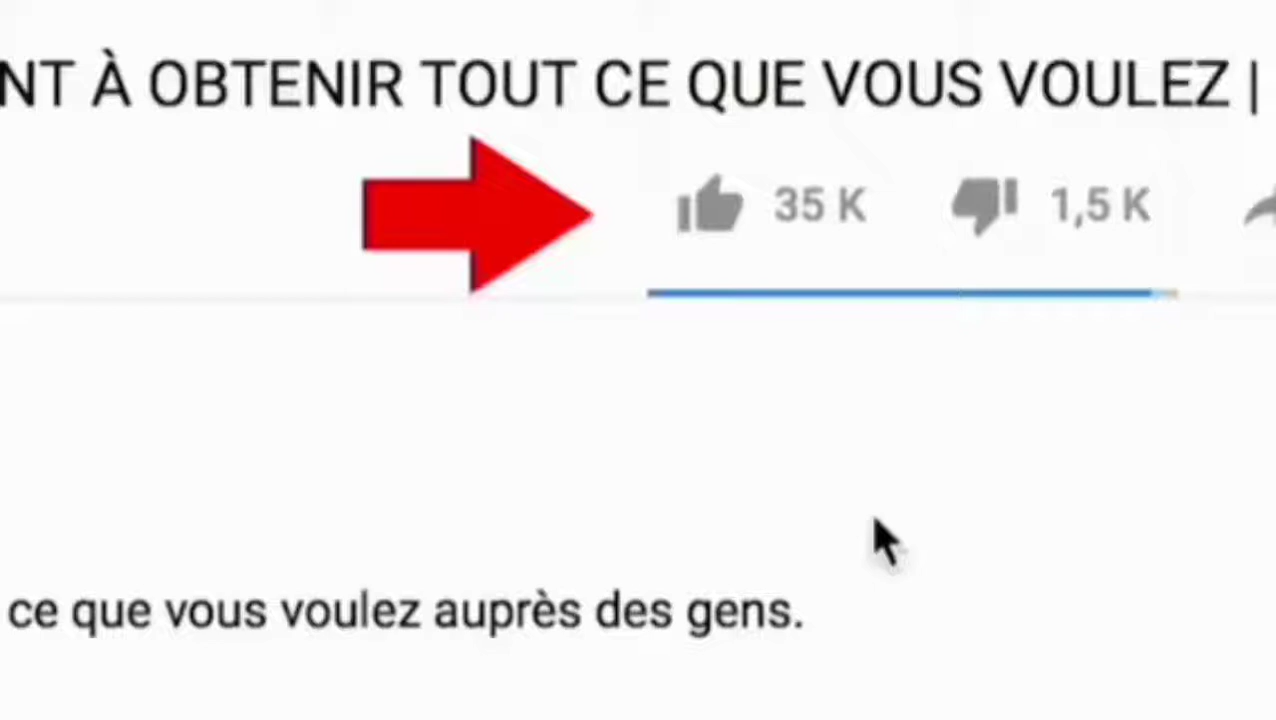 NT À OBTENIR TOUT CE QUE VOUS VOULEZ |
35 K 1,5 K
ce que vous voulez auprès des gens.